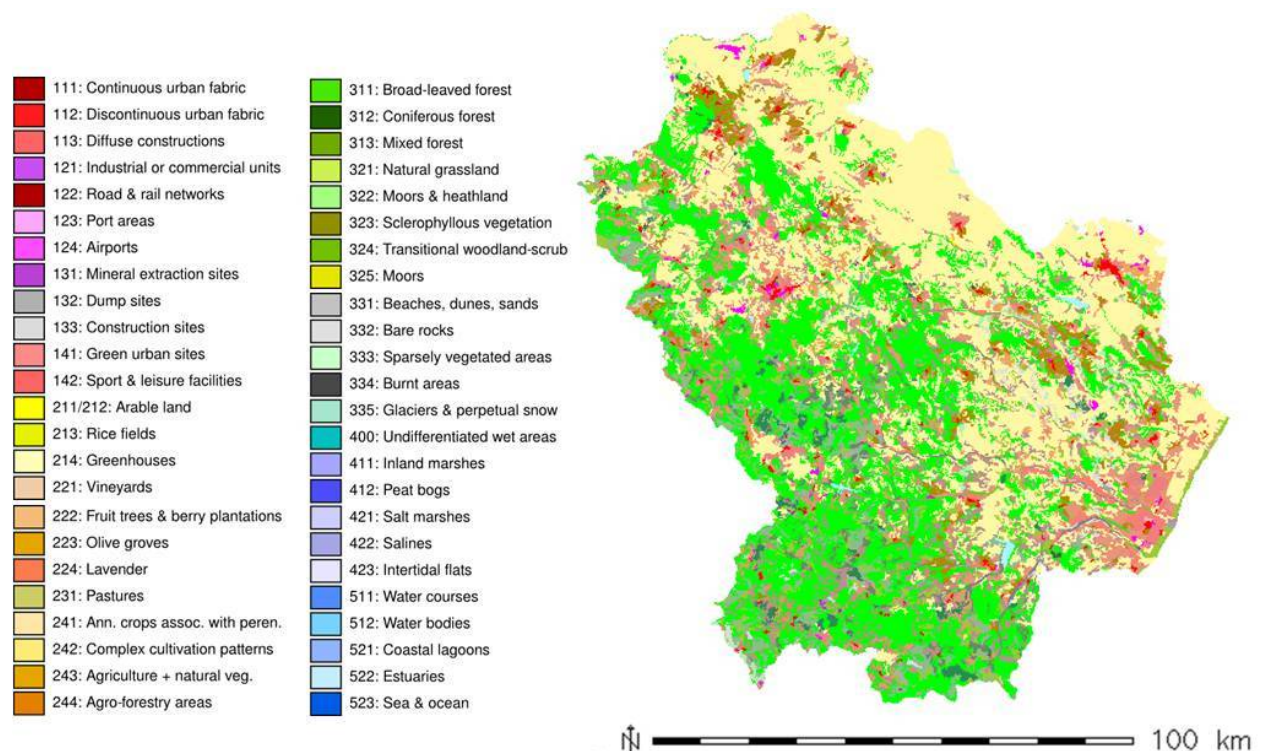 111: Continuous urban fabric
112: Discontinuous urban fabric
113: Diffuse constructions
121: Industrial or commercial units
122: Road & rail networks
123: Port areas
124: Airports
131: Mineral extraction sites
132: Dump sites
133: Construction sites
141: Green urban sites
142: Sport & leisure facilities
211/212: Arable land
213: Rice fields
214: Greenhouses
221: Vineyards
222: Fruit trees & berry plantations
223: Olive groves
224: Lavender
231: Pastures
241: Ann. crops assoc. with peren.
242: Complex cultivation patterns
243: Agriculture + natural veg.
244: Agro-forestry areas
311: Broad-leaved forest
312: Coniferous forest
313: Mixed forest
321: Natural grassland
322: Moors & heathland
323: Sclerophyllous vegetation
324: Transitional woodland-scrub
325: Moors
331: Beaches, dunes, sands
332: Bare rocks
333: Sparsely vegetated areas
334: Burnt areas
335: Glaciers & perpetual snow
400: Undifferentiated wet areas
411: Inland marshes
412: Peat bogs
421: Salt marshes
422: Salines
423: Intertidal flats
511: Water courses
512: Water bodies
521: Coastal lagoons
522: Estuaries
523: Sea & ocean
N 100 km